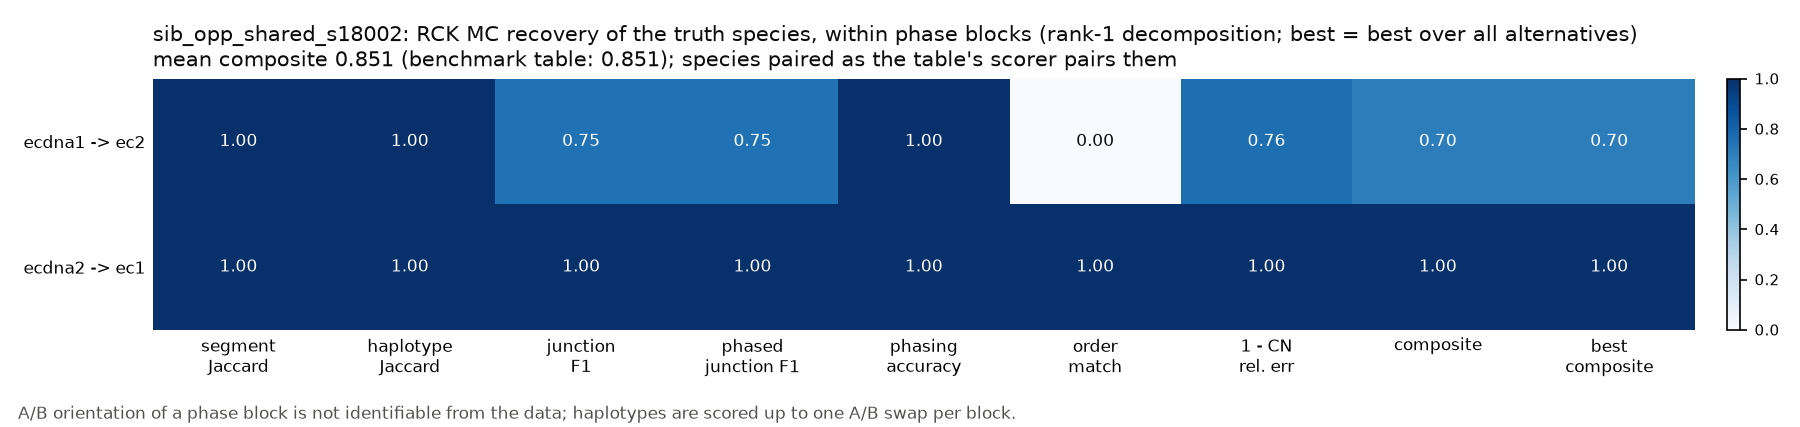 sib_opp_shared_s18002: RCK MC recovery of the truth species, within phase blocks (rank-1 decomposition; best = best over all alternatives)
mean composite 0.851 (benchmark table: 0.851); species paired as the table's scorer pairs them
ecdna1 -> ec2
1.00 1.00 0.75 0.75 1.00 0.00 0.76 0.70 0.70
ecdna2 -> ec1
1.00 1.00 1.00 1.00 1.00 1.00 1.00 1.00 1.00
segment
Jaccard
haplotype
Jaccard
junction
F1
phased
junction F1
phasing
accuracy
order
match
1 - CN
rel. err
composite
best
composite
1.0
0.8
0.6
0.4
0.2
0.0
A/B orientation of a phase block is not identifiable from the data; haplotypes are scored up to one A/B swap per block.